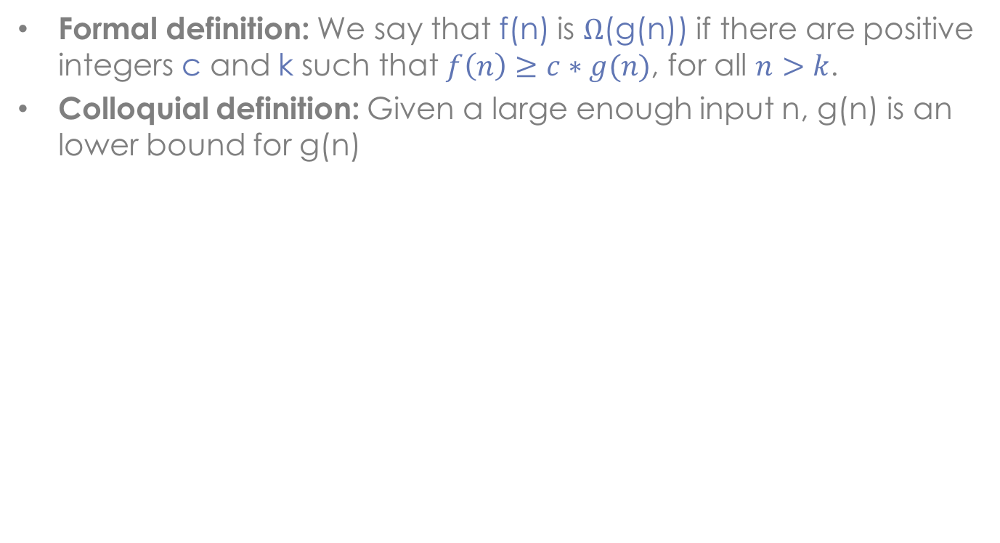 • Formal definition: We say that f(n) is Ω(g(n)) if there are positive
integers c and k such that f(n) ≥ c ∗ g(n), for all n > k.
• Colloquial definition: Given a large enough input n, g(n) is an
lower bound for g(n)